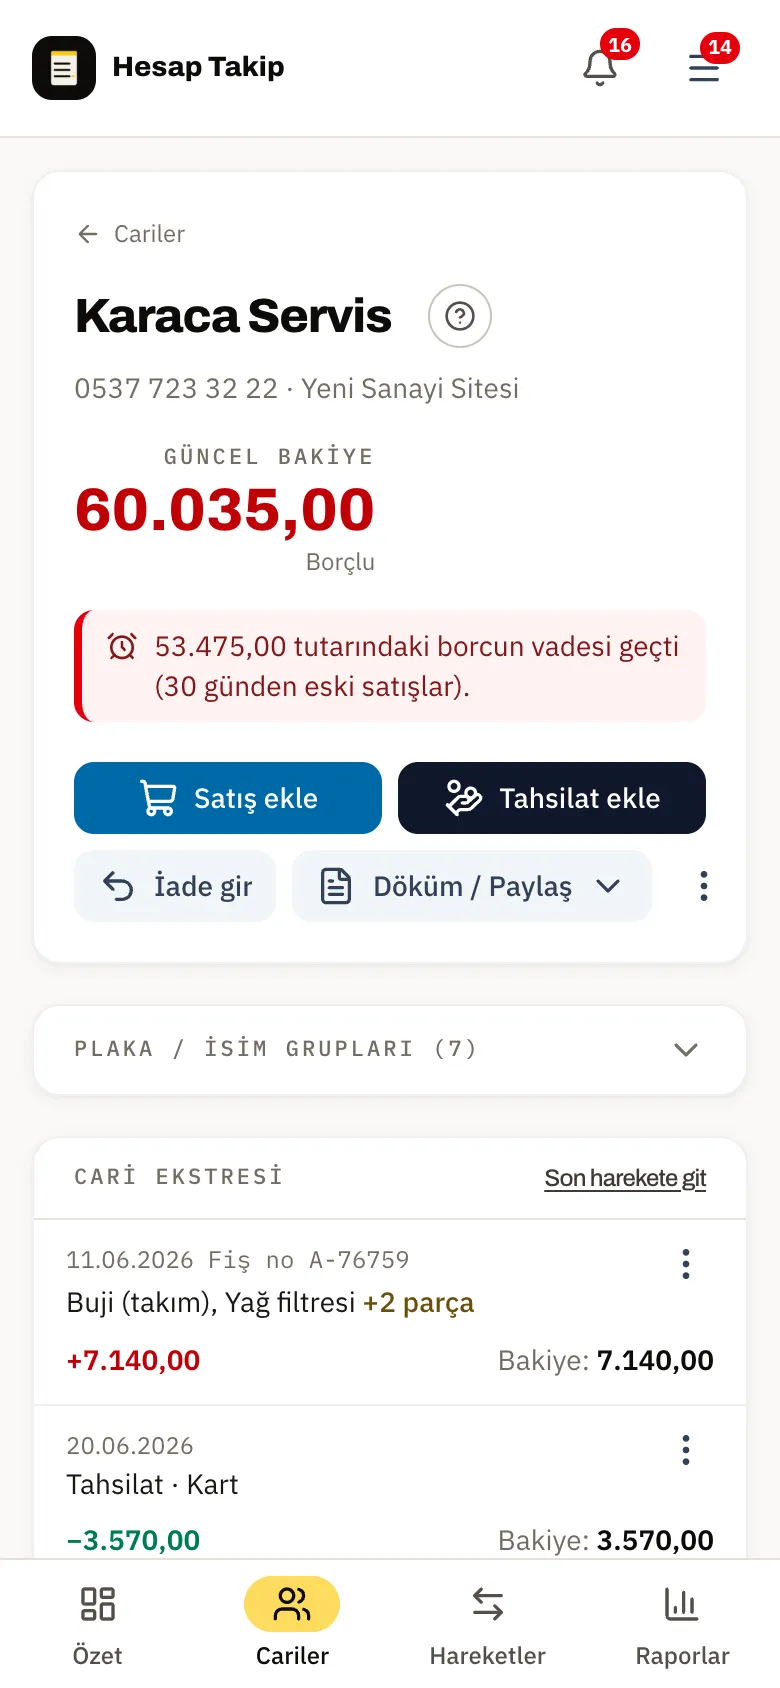 Hesap Takip
16
14
Cariler
Karaca Servis
0537 723 32 22 · Yeni Sanayi Sitesi
GÜNCEL BAKİYE
60.035,00
Borçlu
53.475,00 tutarındaki borcun vadesi geçti
(30 günden eski satışlar).
Satış ekle
Tahsilat ekle
İade gir
Döküm / Paylaş
PLAKA / İSİM GRUPLARI (7)
CARİ EKSTRESİ
Son harekete git
11.06.2026 Fiş no A-76759
Buji (takım), Yağ filtresi +2 parça
+7.140,00
Bakiye: 7.140,00
20.06.2026
Tahsilat · Kart
−3.570,00
Bakiye: 3.570,00
Özet
Cariler
Hareketler
Raporlar